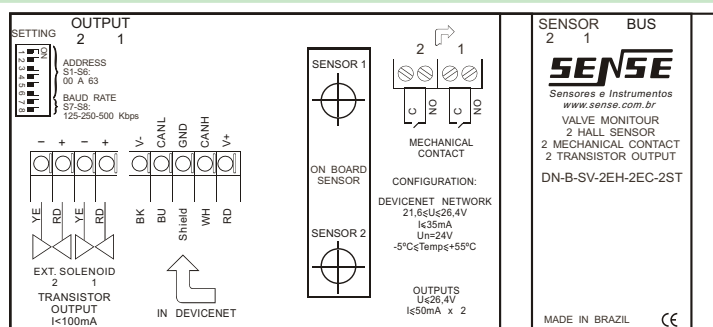 SETTING
OUTPUT
2 1
ON
1 2 3 4 5 6 7 8
ADDRESS
S1-S6:
00 A 63
BAUD RATE
S7-S8:
125-250-500 Kbps
- + - +
V- CANL GND CANH V+
YE RD YE RD
BK BU Shield WH RD
EXT. SOLENOID
2 1
TRANSISTOR
OUTPUT
I<100mA
IN DEVICENET
SENSOR 1
ON BOARD
SENSOR
SENSOR 2
2 1
C NO C NO
MECHANICAL
CONTACT
CONFIGURATION:
DEVICENET NETWORK
21,6≤U≤26,4V
I≤35mA
Un=24V
-5ºC≤Temp≤+55ºC
OUTPUTS
U≤26,4V
I≤50mA x 2
SENSOR BUS
2 1
SENSE
Sensores e Instrumentos
www.sense.com.br
VALVE MONITOUR
2 HALL SENSOR
2 MECHANICAL CONTACT
2 TRANSISTOR OUTPUT
DN-B-SV-2EH-2EC-2ST
MADE IN BRAZIL CE